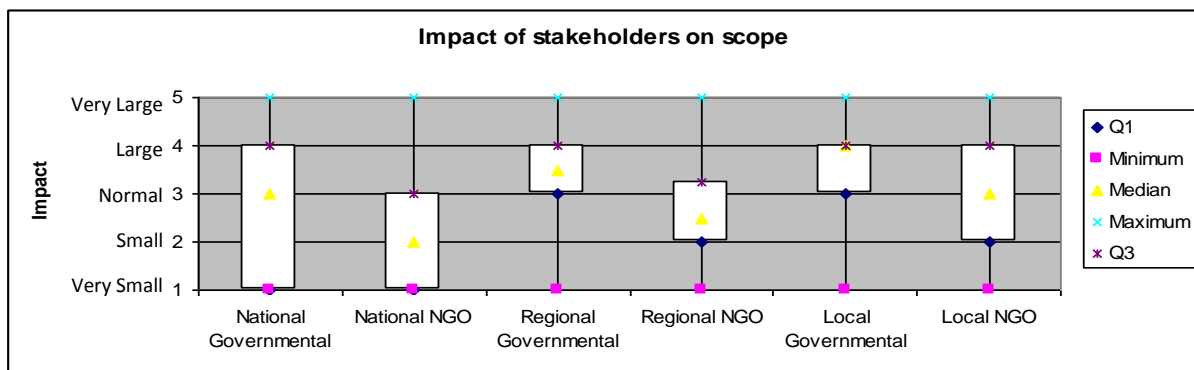 Impact of stakeholders on scope
Impact
Very Large 5
Large 4
Normal 3
Small 2
Very Small 1
National Governmental
National NGO
Regional Governmental
Regional NGO
Local Governmental
Local NGO
Q1
Minimum
Median
Maximum
Q3